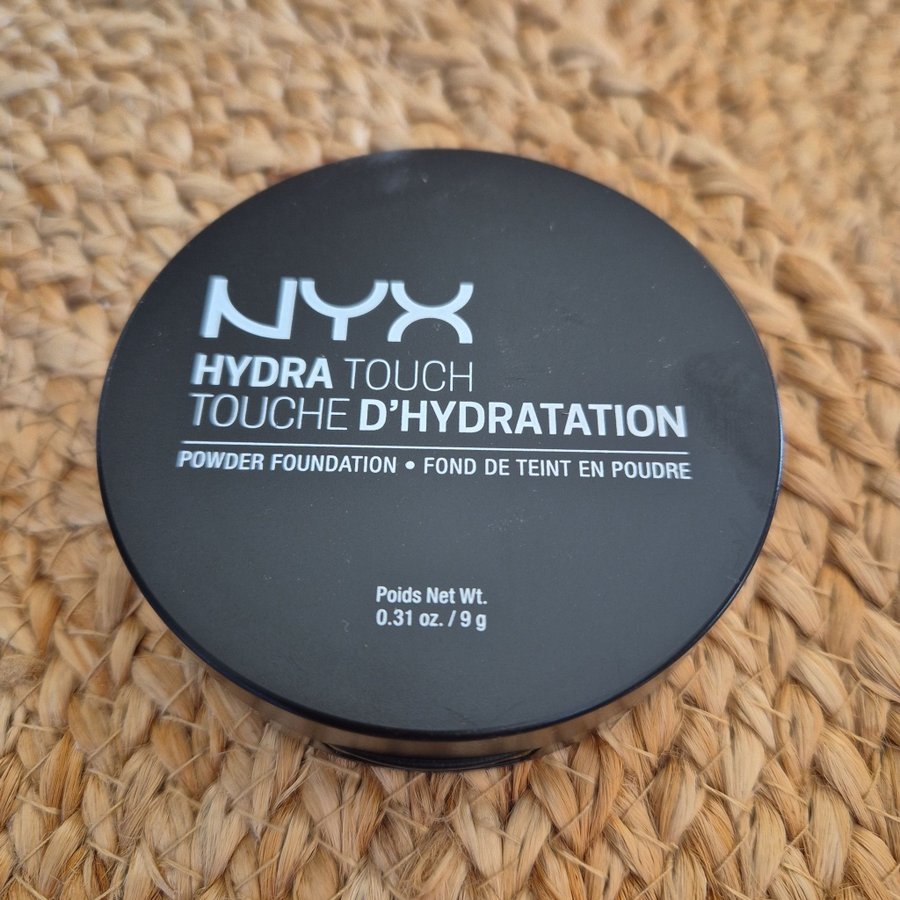 NYX
HYDRA TOUCH
TOUCHE D'HYDRATATION
POWDER FOUNDATION • FOND DE TEINT EN POUDRE
Poids Net Wt.
0.31 oz. / 9 g